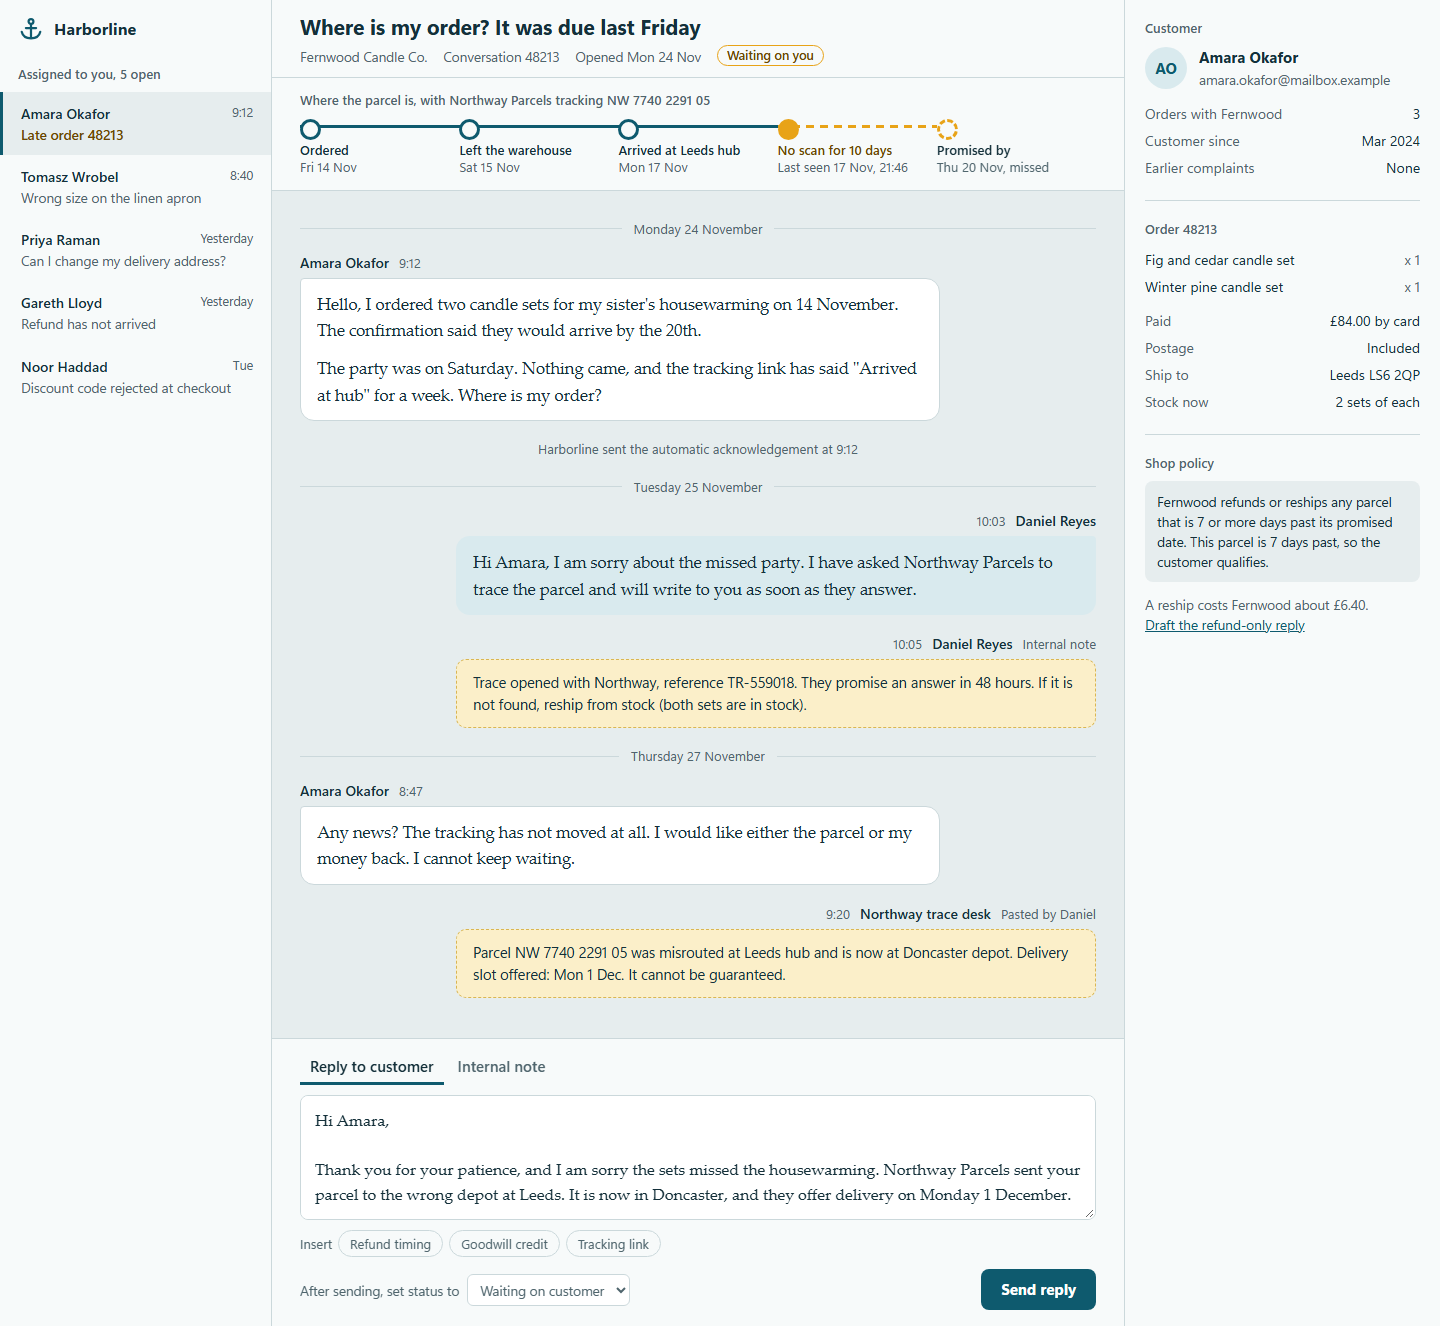 Harborline
Assigned to you, 5 open
Amara Okafor 9:12
Late order 48213
Tomasz Wrobel 8:40
Wrong size on the linen apron
Priya Raman Yesterday
Can I change my delivery address?
Gareth Lloyd Yesterday
Refund has not arrived
Noor Haddad Tue
Discount code rejected at checkout
Where is my order? It was due last Friday
Fernwood Candle Co. Conversation 48213 Opened Mon 24 Nov Waiting on you
Where the parcel is, with Northway Parcels tracking NW 7740 2291 05
Ordered
Fri 14 Nov
Left the warehouse
Sat 15 Nov
Arrived at Leeds hub
Mon 17 Nov
No scan for 10 days
Last seen 17 Nov, 21:46
Promised by
Thu 20 Nov, missed
Monday 24 November
Amara Okafor 9:12
Hello, I ordered two candle sets for my sister's housewarming on 14 November.
The confirmation said they would arrive by the 20th.
The party was on Saturday. Nothing came, and the tracking link has said "Arrived
at hub" for a week. Where is my order?
Harborline sent the automatic acknowledgement at 9:12
Tuesday 25 November
10:03 Daniel Reyes
Hi Amara, I am sorry about the missed party. I have asked Northway Parcels to
trace the parcel and will write to you as soon as they answer.
10:05 Daniel Reyes Internal note
Trace opened with Northway, reference TR-559018. They promise an answer in 48 hours. If it is
not found, reship from stock (both sets are in stock).
Thursday 27 November
Amara Okafor 8:47
Any news? The tracking has not moved at all. I would like either the parcel or my
money back. I cannot keep waiting.
9:20 Northway trace desk Pasted by Daniel
Parcel NW 7740 2291 05 was misrouted at Leeds hub and is now at Doncaster depot. Delivery
slot offered: Mon 1 Dec. It cannot be guaranteed.
Reply to customer Internal note
Hi Amara,
Thank you for your patience, and I am sorry the sets missed the housewarming. Northway Parcels sent your
parcel to the wrong depot at Leeds. It is now in Doncaster, and they offer delivery on Monday 1 December.
Insert Refund timing Goodwill credit Tracking link
After sending, set status to Waiting on customer Send reply
Customer
AO
Amara Okafor
amara.okafor@mailbox.example
Orders with Fernwood 3
Customer since Mar 2024
Earlier complaints None
Order 48213
Fig and cedar candle set x 1
Winter pine candle set x 1
Paid £84.00 by card
Postage Included
Ship to Leeds LS6 2QP
Stock now 2 sets of each
Shop policy
Fernwood refunds or reships any parcel
that is 7 or more days past its promised
date. This parcel is 7 days past, so the
customer qualifies.
A reship costs Fernwood about £6.40.
Draft the refund-only reply